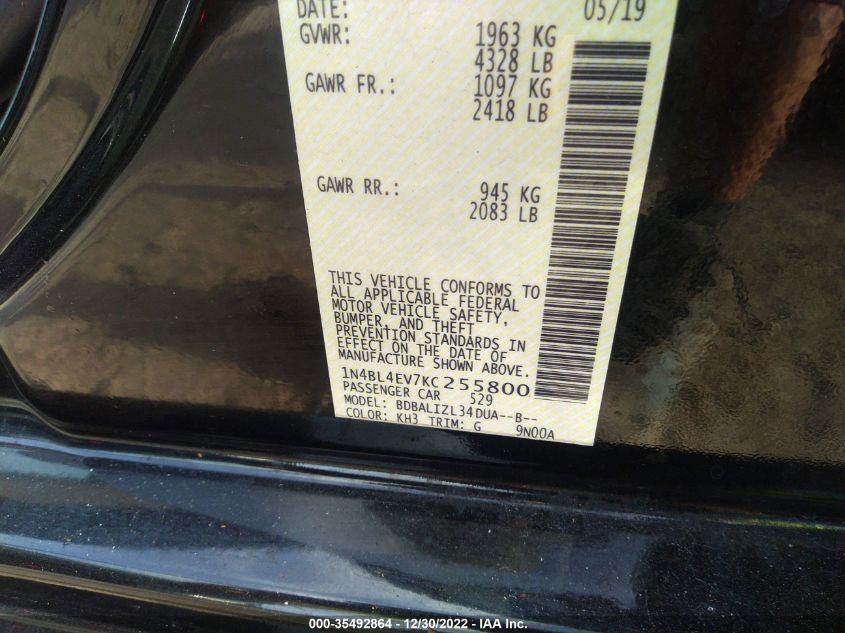 DATE: 05/19
GVWR: 1963 KG
4328 LB
GAWR FR.: 1097 KG
2418 LB
GAWR RR.: 945 KG
2083 LB
THIS VEHICLE CONFORMS TO
ALL APPLICABLE FEDERAL
MOTOR VEHICLE SAFETY,
BUMPER, AND THEFT
PREVENTION STANDARDS IN
EFFECT ON THE DATE OF
MANUFACTURE SHOWN ABOVE.
1N4BL4EV7KC255800
PASSENGER CAR 529
MODEL: BDBALIZL34DUA--B--
COLOR: KH3 TRIM: G 9N00A
000-35492864 - 12/30/2022 - IAA Inc.